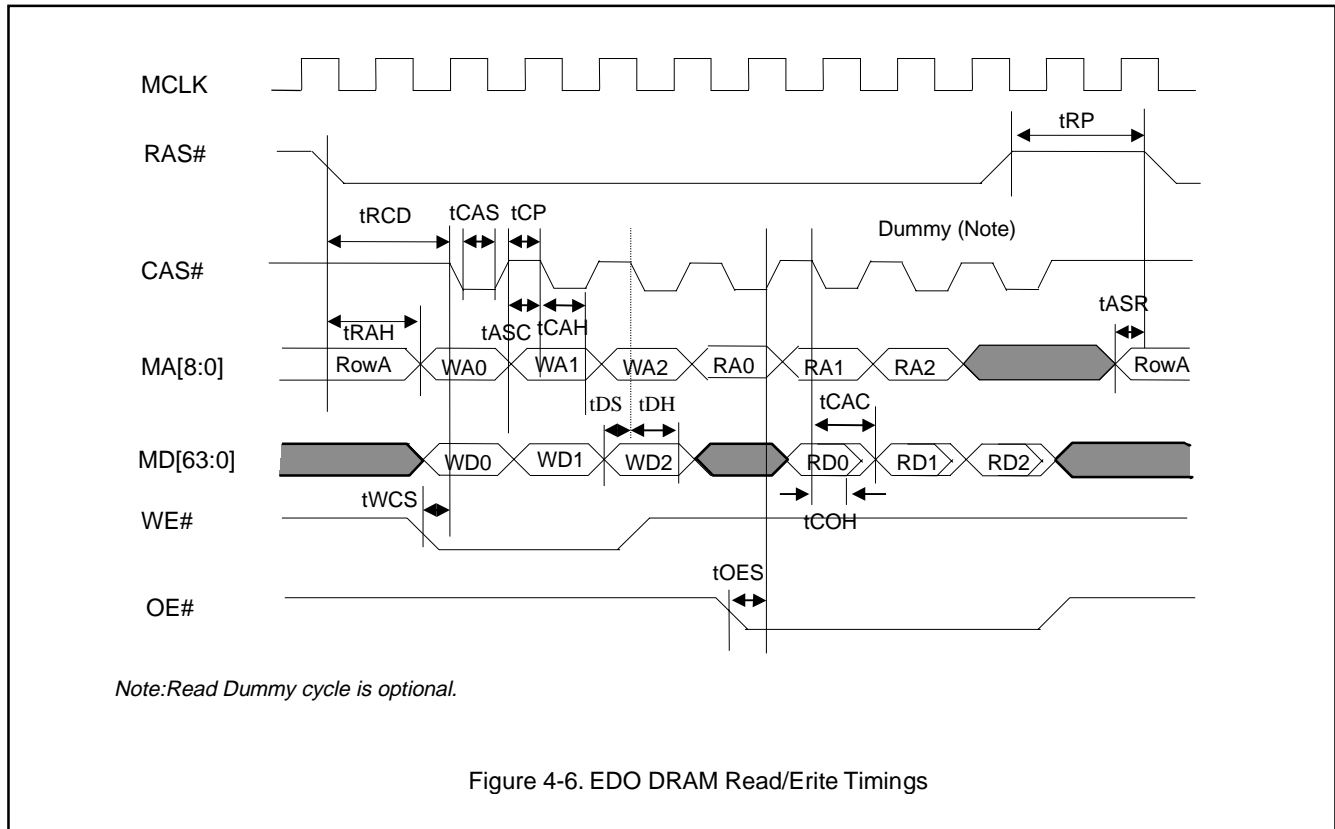 MCLK
tRP
RAS#
tRCD tCAS tCP
Dummy (Note)
CAS#
tASR
tRAH tASC tCAH
MA[8:0] RowA WA0 WA1 WA2 RA0 RA1 RA2 RowA
tDS tDH tCAC
MD[63:0] WD0 WD1 WD2 RD0 RD1 RD2
tWCS
WE# tCOH
tOES
OE#
Note:Read Dummy cycle is optional.
Figure 4-6. EDO DRAM Read/Erite Timings